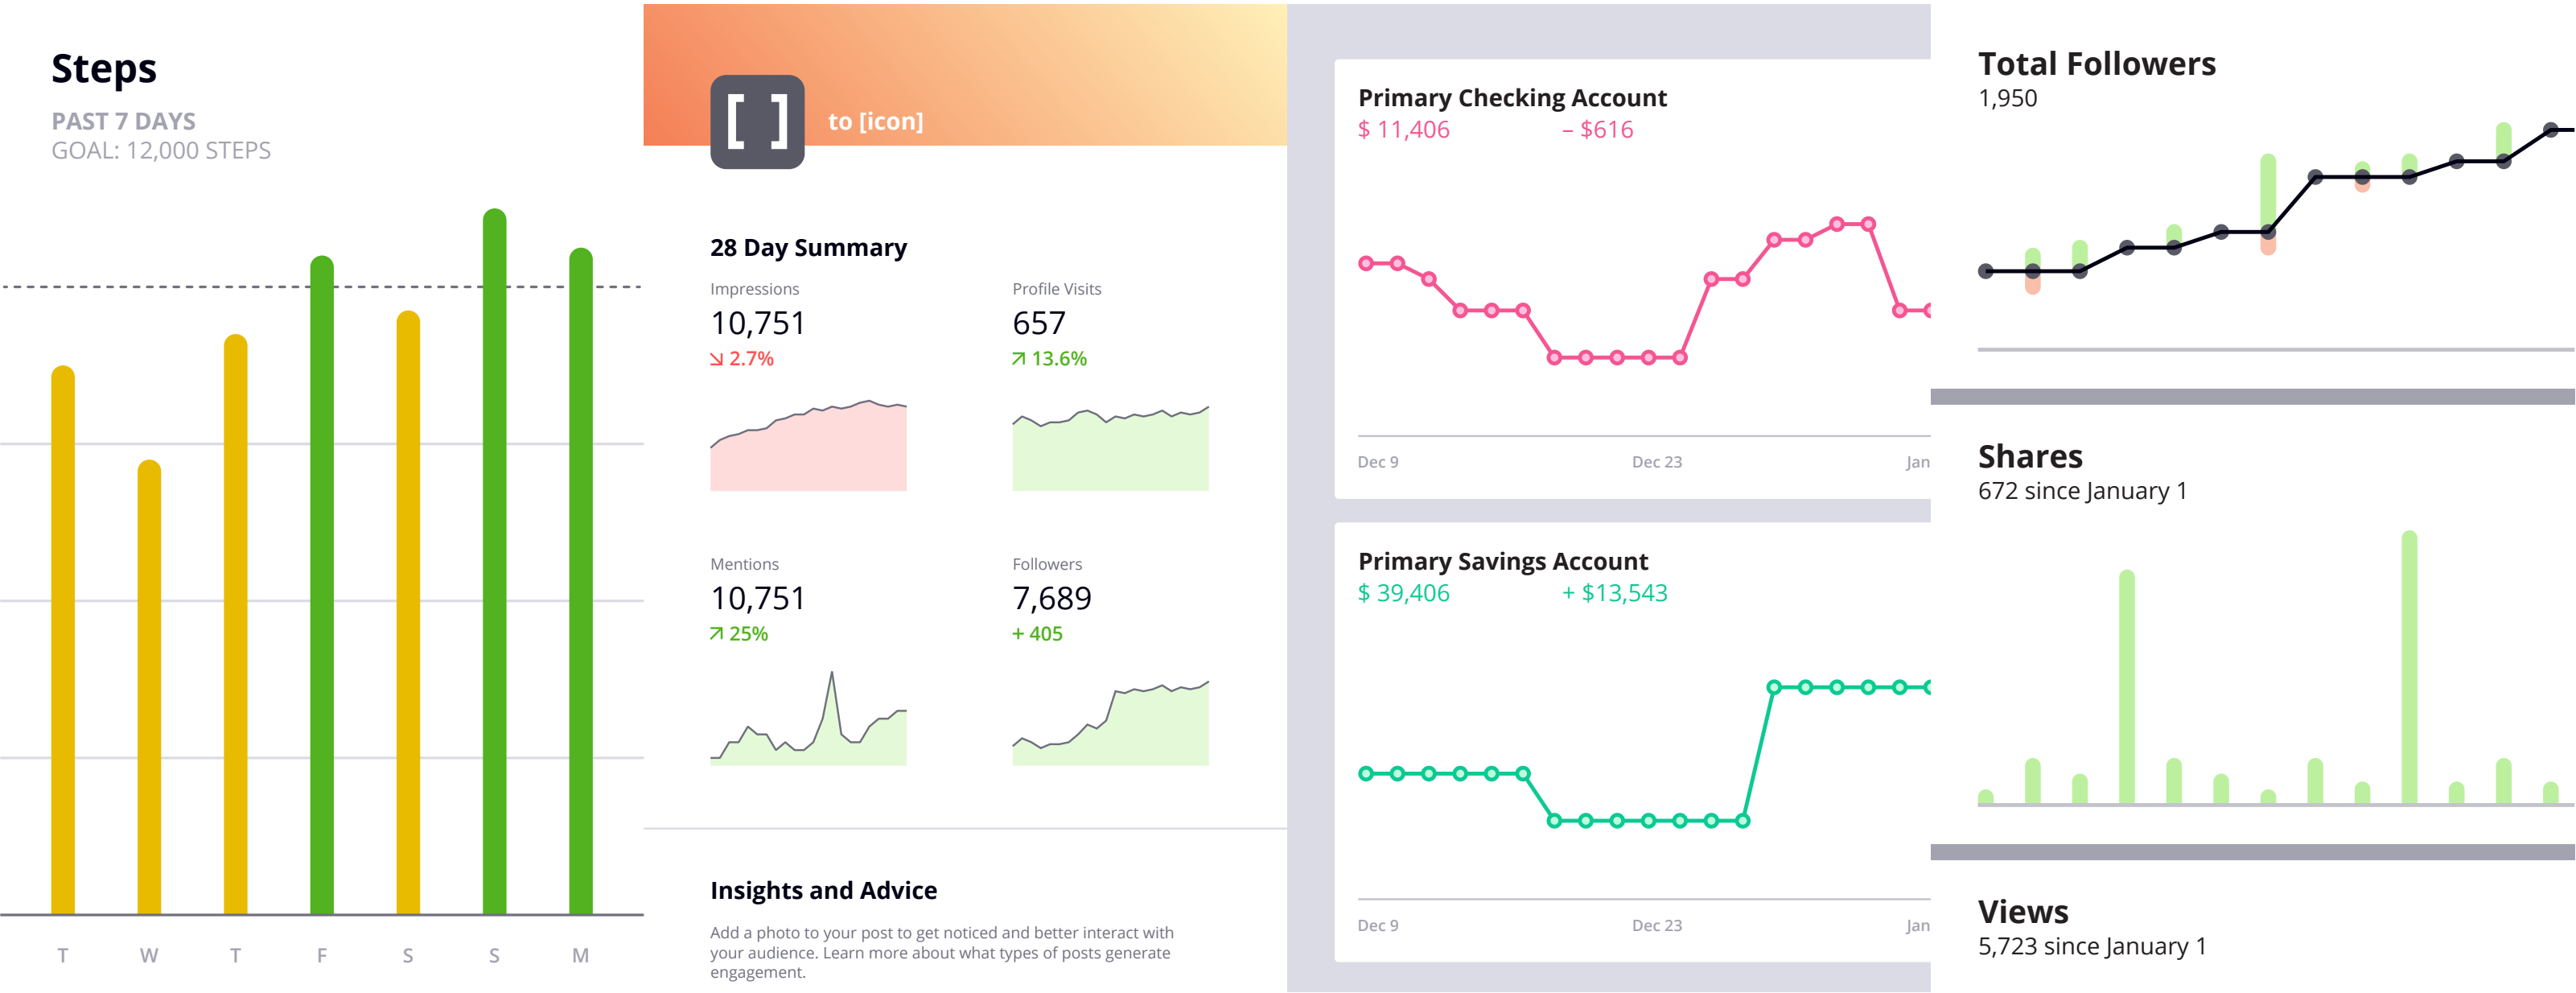 Steps
PAST 7 DAYS
GOAL: 12,000 STEPS
T W T F S S M
[ ] to [icon]
28 Day Summary
Impressions
10,751
2.7%
Profile Visits
657
13.6%
Mentions
10,751
25%
Followers
7,689
+ 405
Insights and Advice
Add a photo to your post to get noticed and better interact with
your audience. Learn more about what types of posts generate
engagement.
Primary Checking Account
$ 11,406 – $616
Dec 9 Dec 23 Jan
Primary Savings Account
$ 39,406 + $13,543
Dec 9 Dec 23 Jan
Total Followers
1,950
Shares
672 since January 1
Views
5,723 since January 1